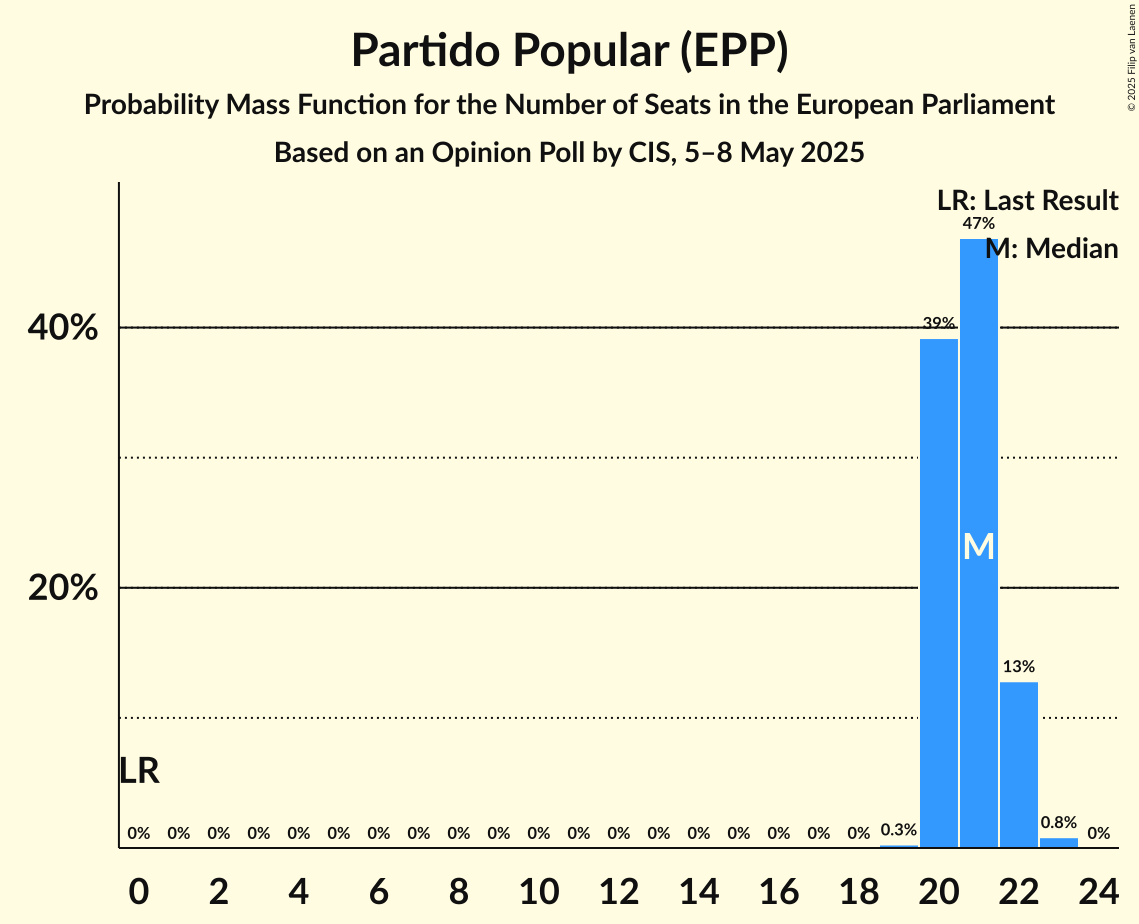 Partido Popular (EPP)
Probability Mass Function for the Number of Seats in the European Parliament
Based on an Opinion Poll by CIS, 5–8 May 2025
© 2025 Filip van Laenen
LR: Last Result
M: Median
47%
40%
39%
M
20%
13%
LR
0% 0% 0% 0% 0% 0% 0% 0% 0% 0% 0% 0% 0% 0% 0% 0% 0% 0% 0% 0.3% 0.8% 0%
0 2 4 6 8 10 12 14 16 18 20 22 24